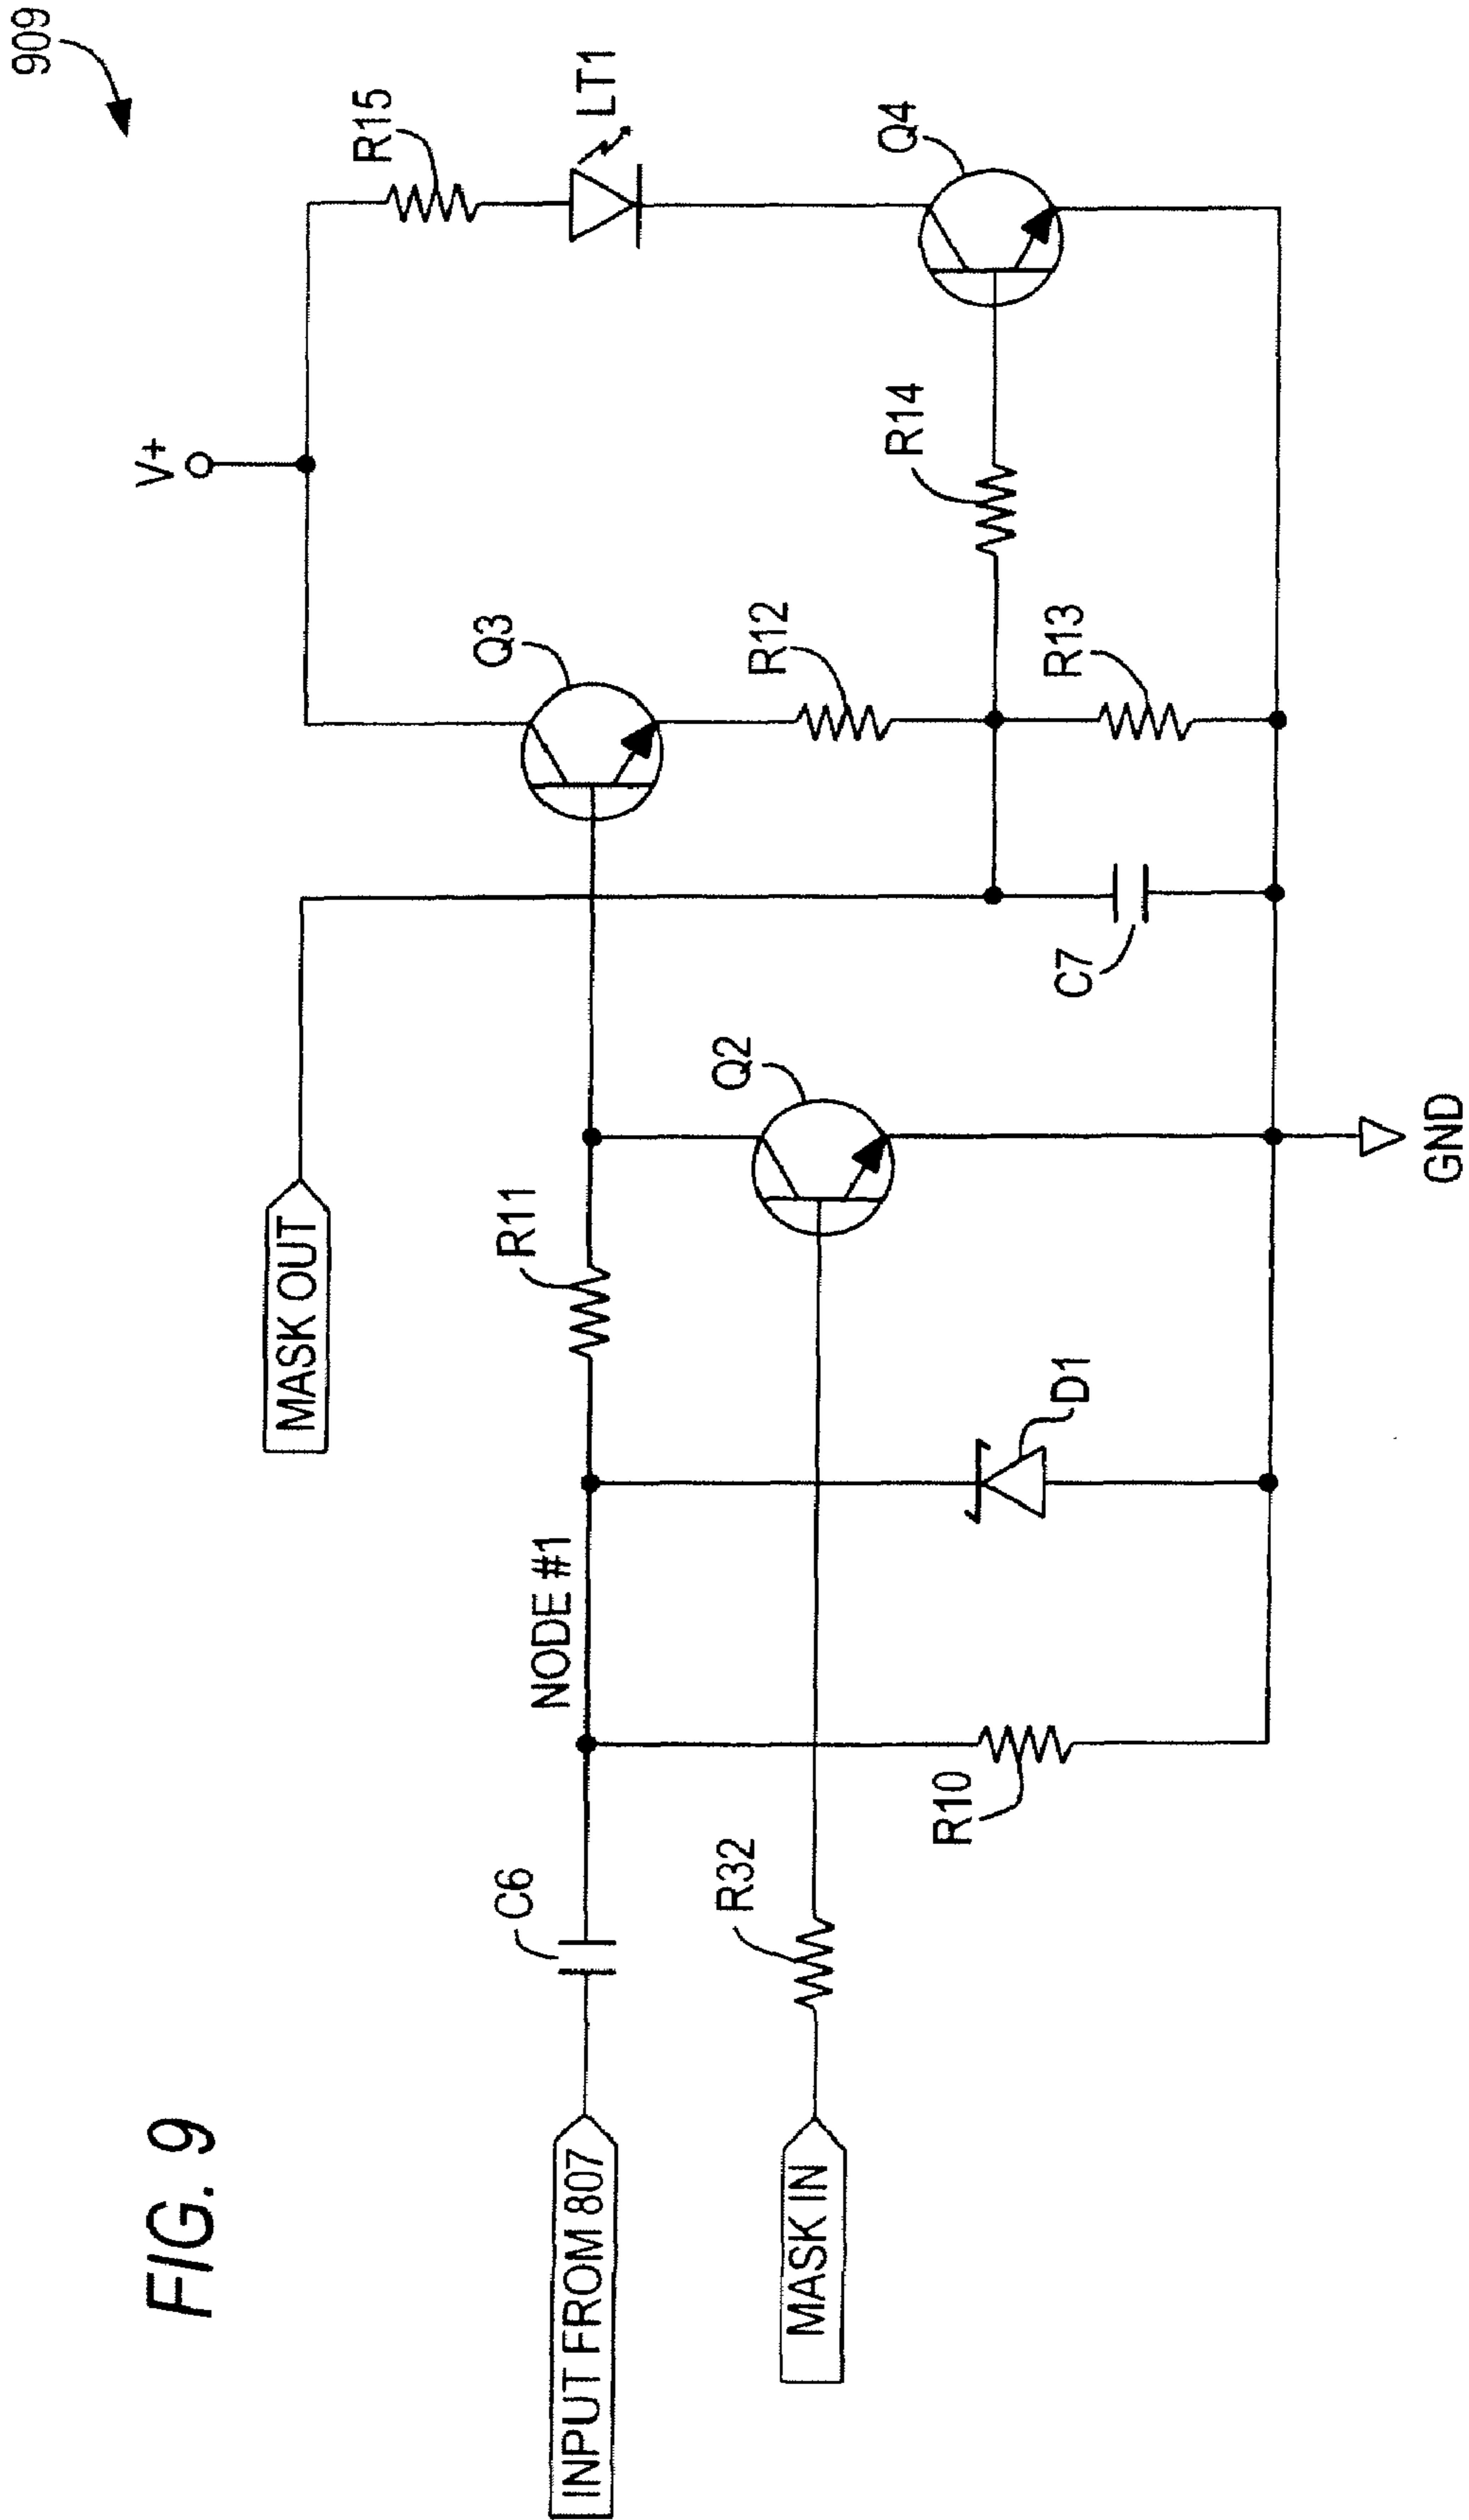 FIG. 9
909
V+
R15
LT1
MASK OUT
Q3
Q4
INPUT FROM 807
C6
NODE #1
R11
R12
R14
MASK IN
R32
Q2
R10
D1
C7
R13
GND